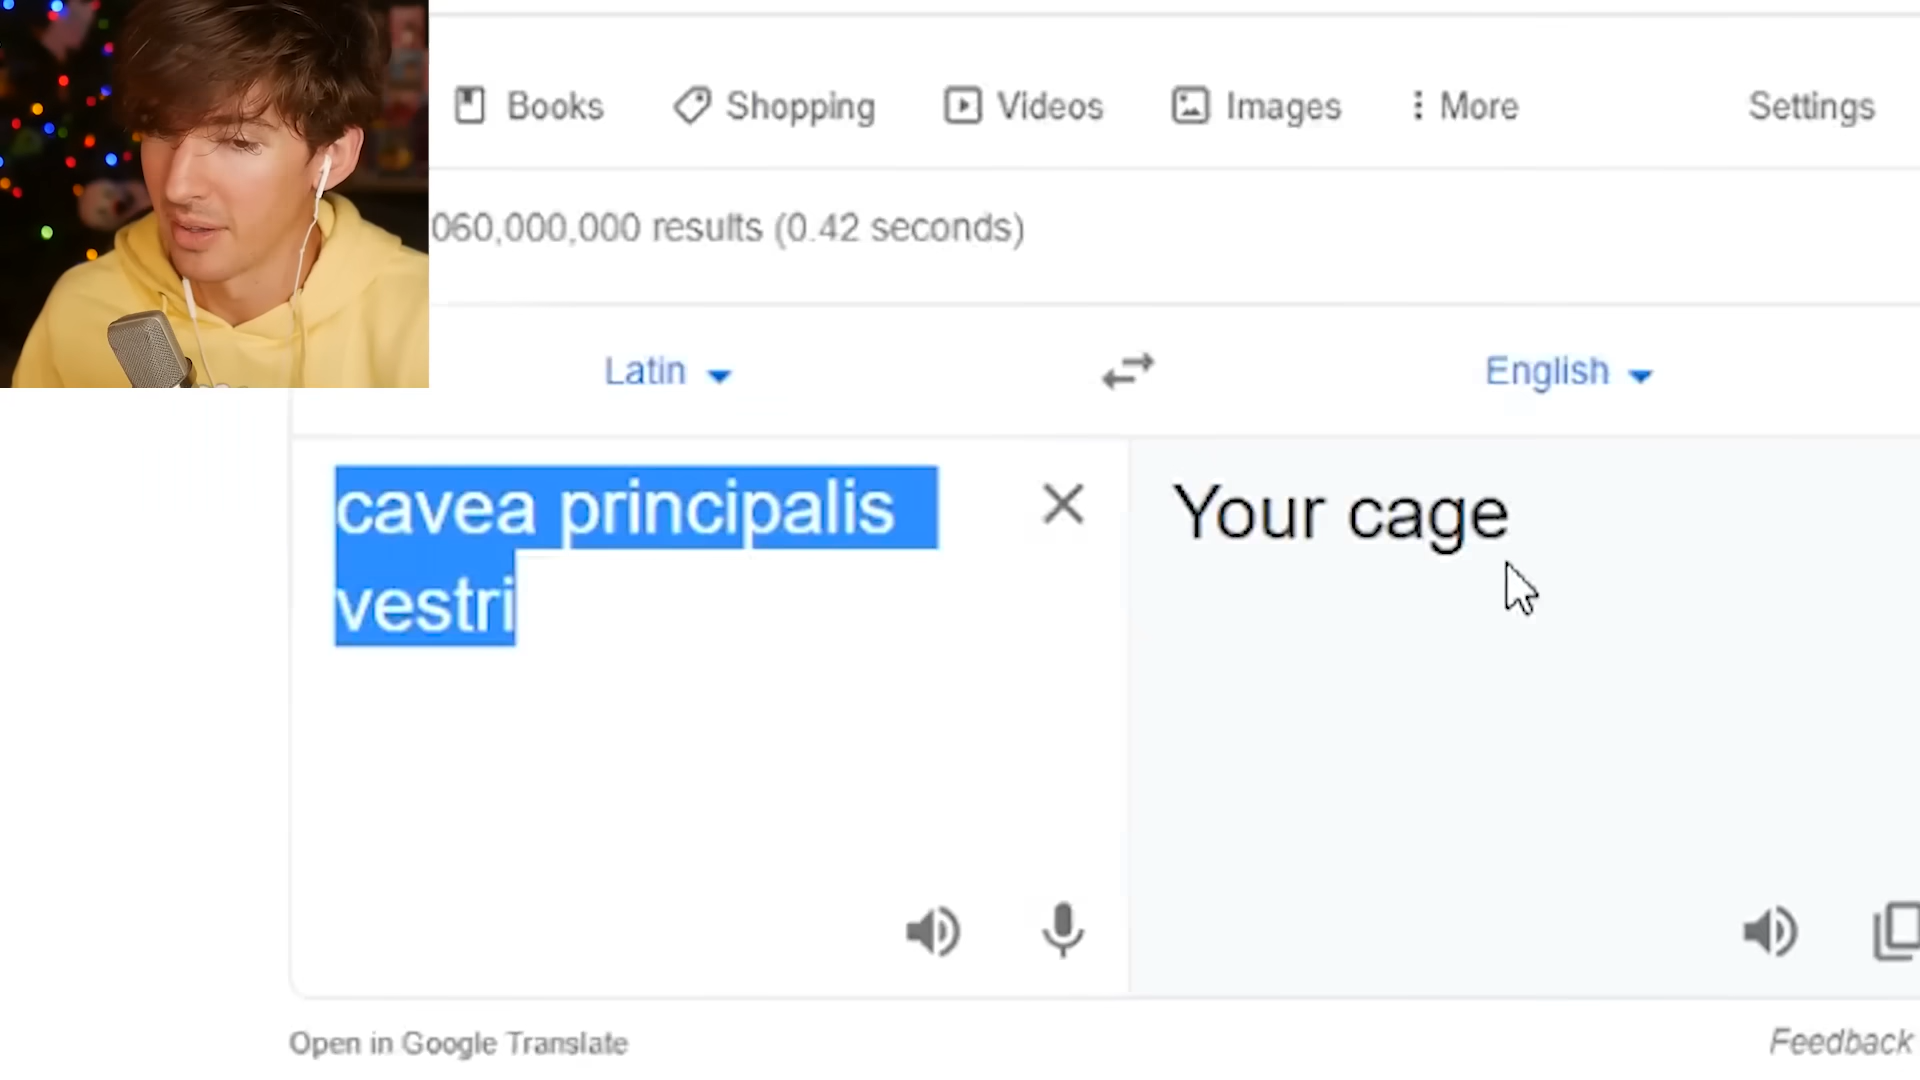 Books Shopping Videos Images More Settings
060,000,000 results (0.42 seconds)
Latin English
cavea principalis
vestri
Your cage
Open in Google Translate
Feedback